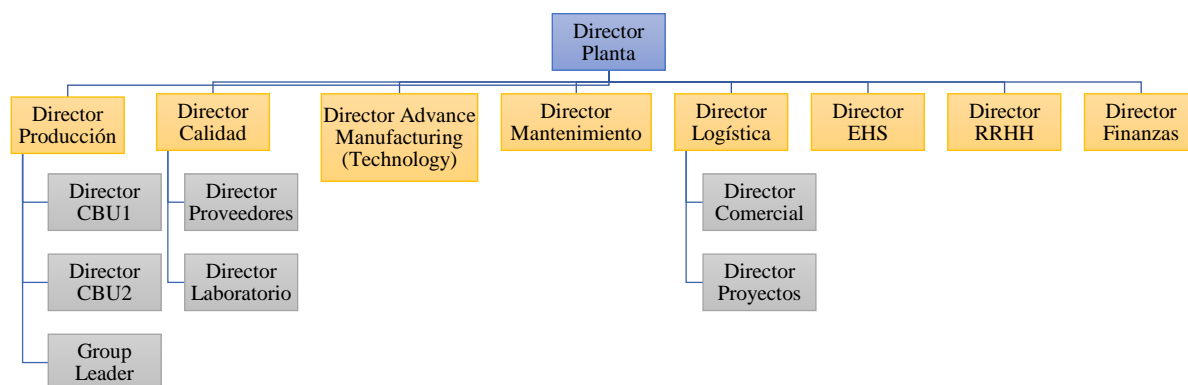 Director
Planta
Director
Producción
Director
Calidad
Director Advance
Manufacturing
(Technology)
Director
Mantenimiento
Director
Logística
Director
EHS
Director
RRHH
Director
Finanzas
Director
CBU1
Director
Proveedores
Director
Comercial
Director
CBU2
Director
Laboratorio
Director
Proyectos
Group
Leader